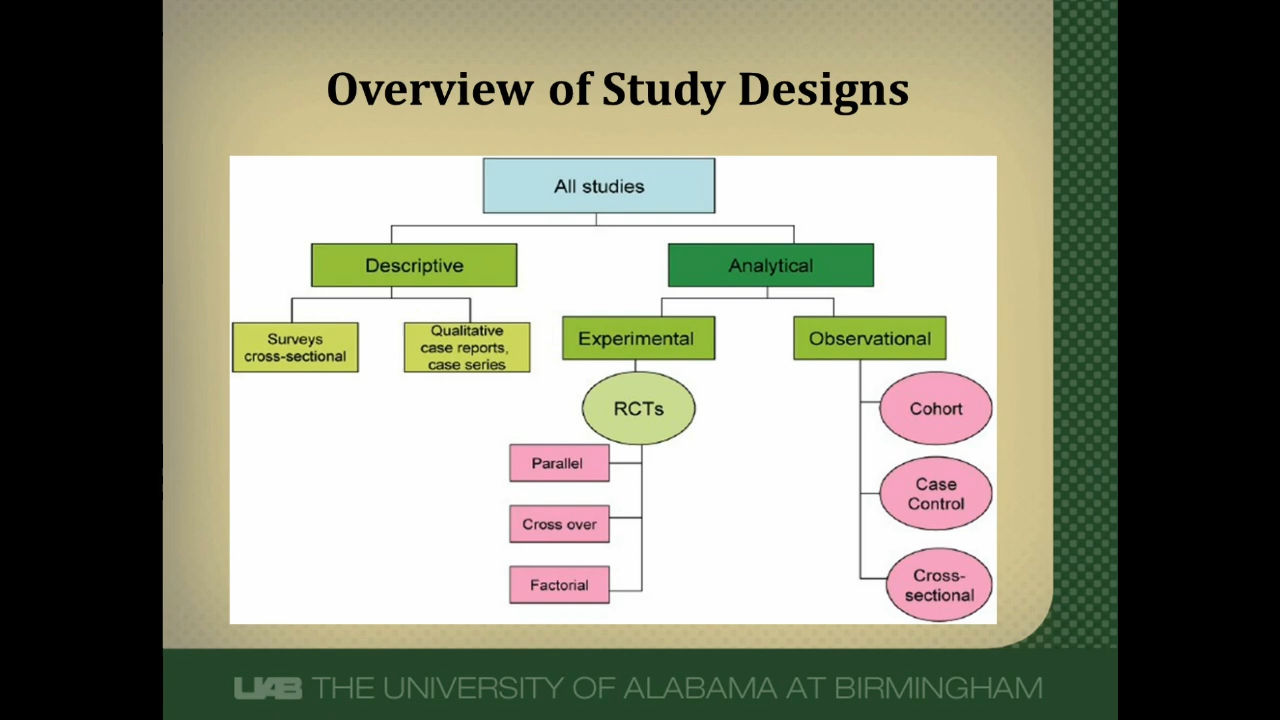 Overview of Study Designs
All studies
Descriptive
Analytical
Surveys
cross-sectional
Qualitative
case reports,
case series
Experimental
Observational
RCTs
Parallel
Cross over
Factorial
Cohort
Case
Control
Cross-
sectional
UAB THE UNIVERSITY OF ALABAMA AT BIRMINGHAM